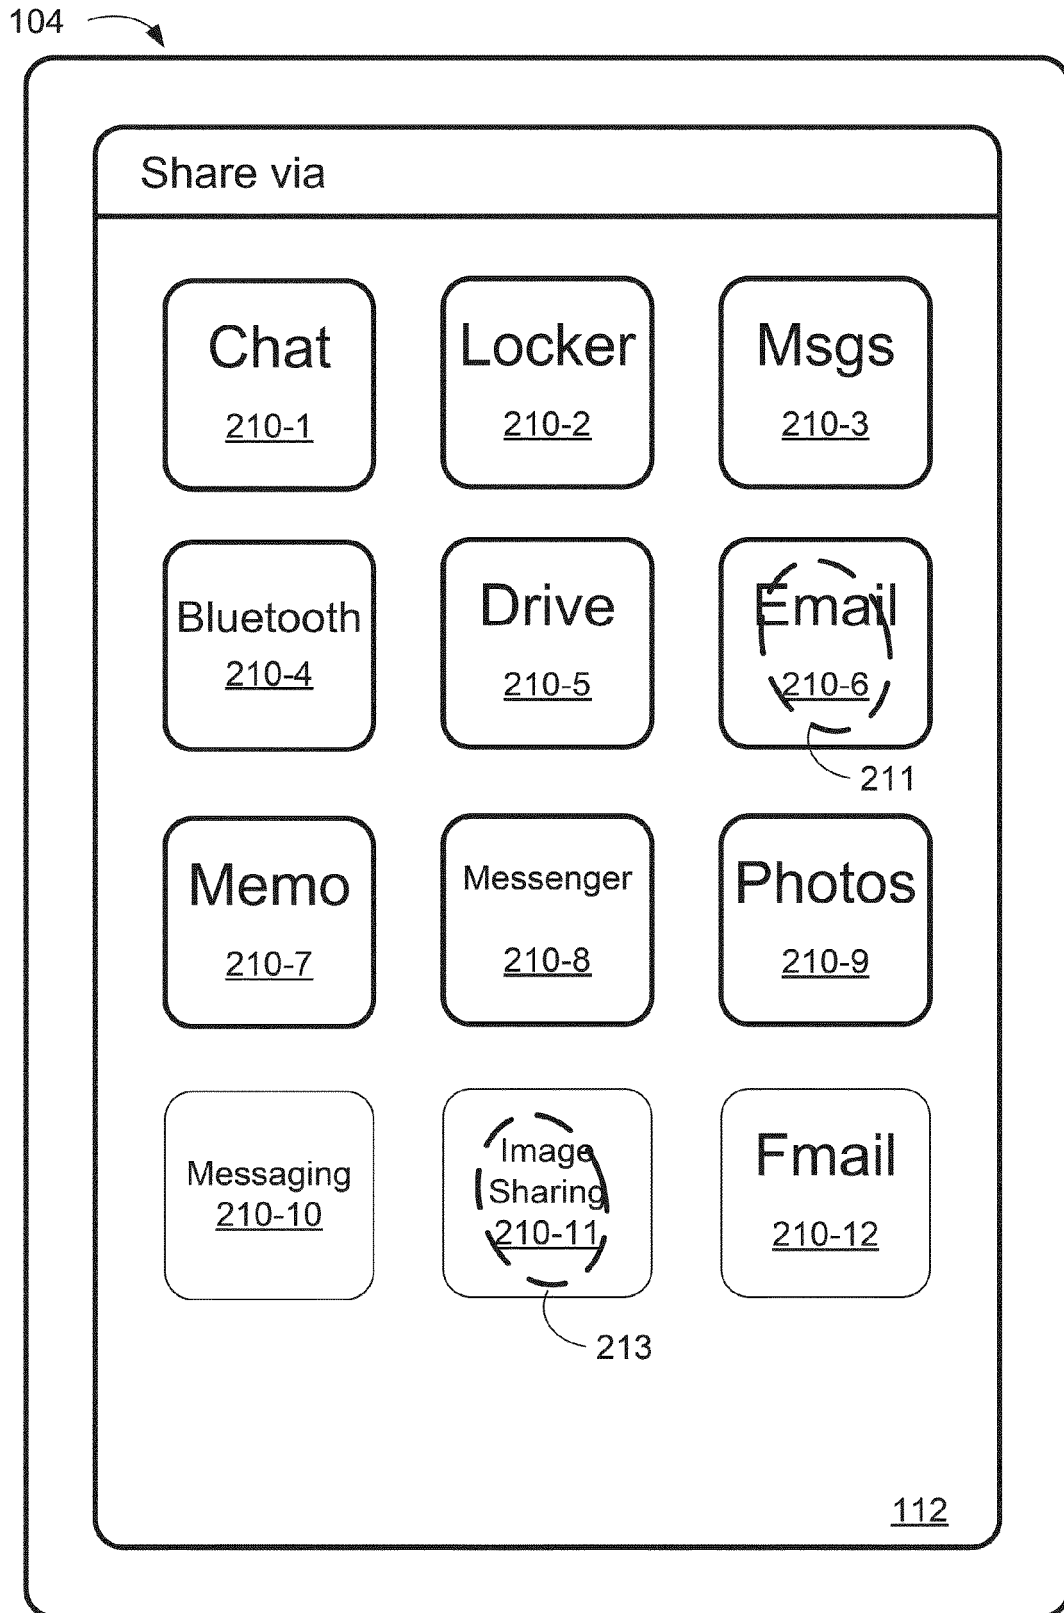 104
Share via
Chat
Locker
Msgs
210-1
210-2
210-3
Bluetooth
Drive
Email
210-4
210-5
210-6
211
Memo
Messenger
Photos
210-7
210-8
210-9
Messaging
Image
Sharing
Fmail
210-10
210-11
210-12
213
112